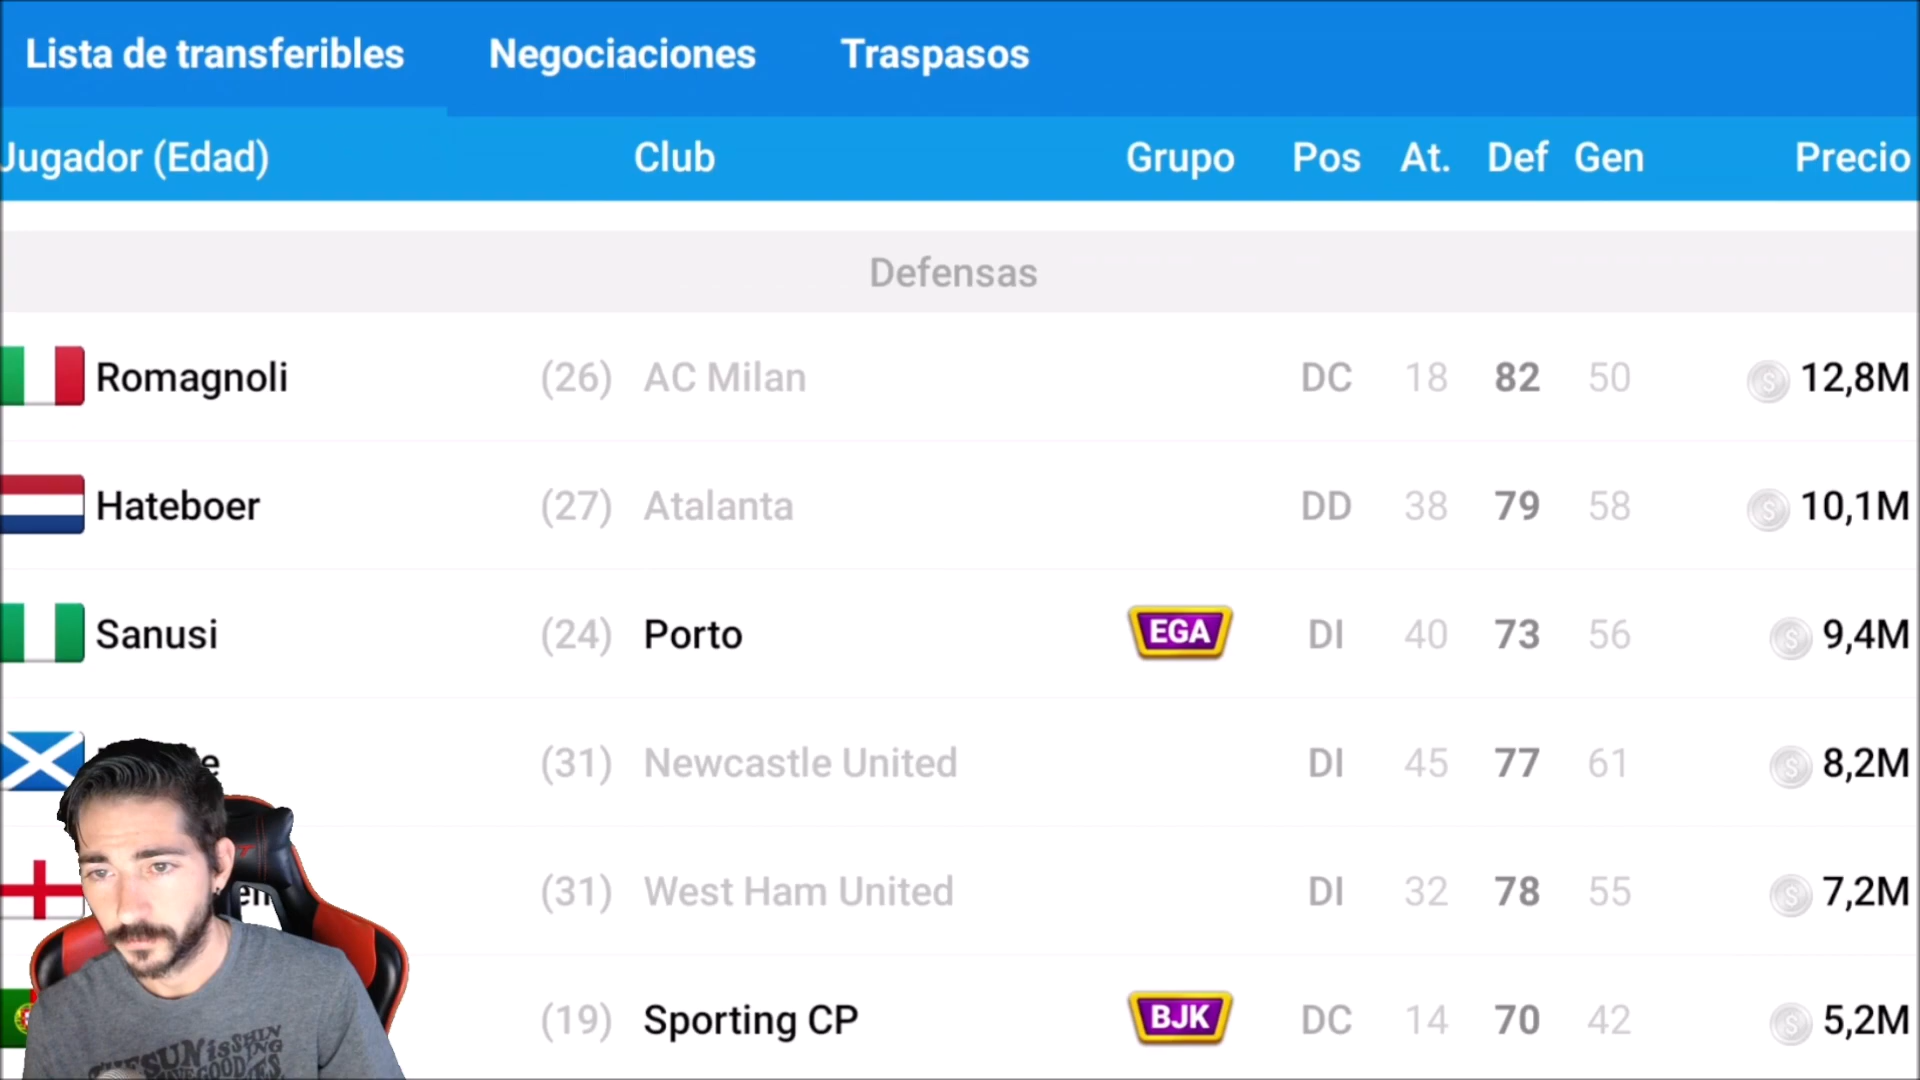 Lista de transferibles Negociaciones Traspasos
Jugador (Edad) Club Grupo Pos At. Def Gen Precio
Defensas
Romagnoli (26) AC Milan DC 18 82 50 12,8M
Hateboer (27) Atalanta DD 38 79 58 10,1M
Sanusi (24) Porto EGA DI 40 73 56 9,4M
(31) Newcastle United DI 45 77 61 8,2M
(31) West Ham United DI 32 78 55 7,2M
(19) Sporting CP BJK DC 14 70 42 5,2M